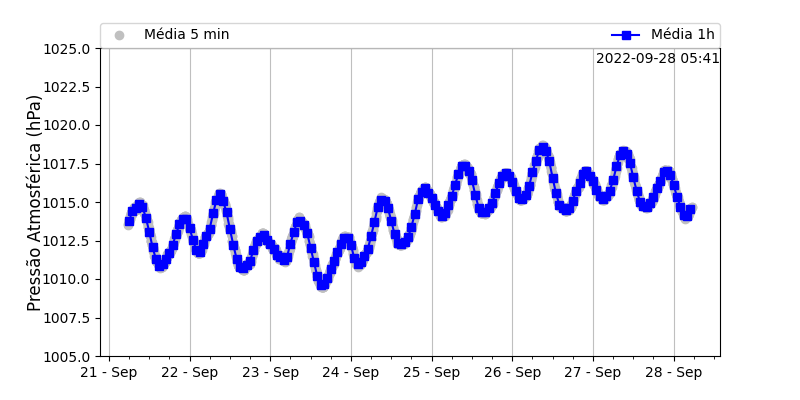 Média 5 min
Média 1h
2022-09-28 05:41
Pressão Atmosférica (hPa)
1025.0
1022.5
1020.0
1017.5
1015.0
1012.5
1010.0
1007.5
1005.0
21 - Sep
22 - Sep
23 - Sep
24 - Sep
25 - Sep
26 - Sep
27 - Sep
28 - Sep